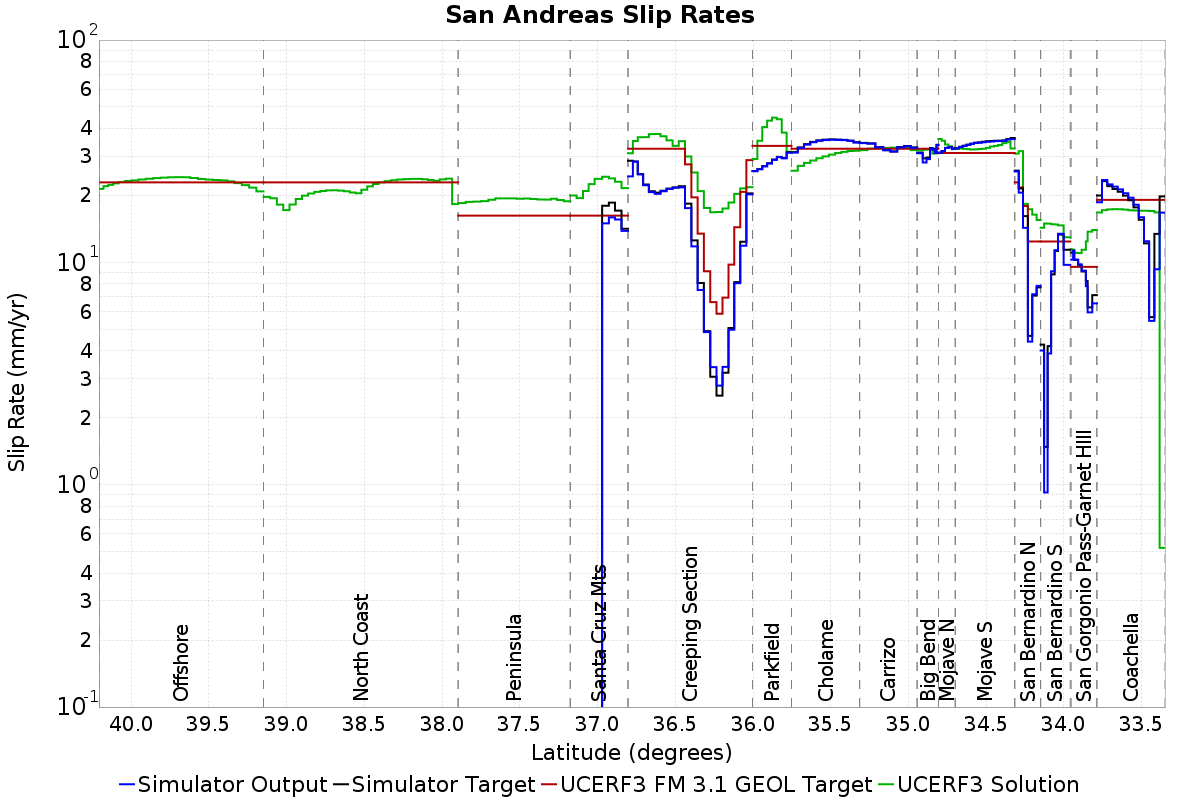 San Andreas Slip Rates
Slip Rate (mm/yr)
10^2
8
6
4
3
2
10^1
8
6
4
3
2
10^0
8
6
4
3
2
10^-1
Offshore
North Coast
Peninsula
Santa Cruz Mts
Creeping Section
Parkfield
Cholame
Carrizo
Big Bend
Mojave N
Mojave S
San Bernardino N
San Bernardino S
San Gorgonio Pass-Garnet HIll
Coachella
40.0 39.5 39.0 38.5 38.0 37.5 37.0 36.5 36.0 35.5 35.0 34.5 34.0 33.5
Latitude (degrees)
Simulator Output Simulator Target UCERF3 FM 3.1 GEOL Target UCERF3 Solution